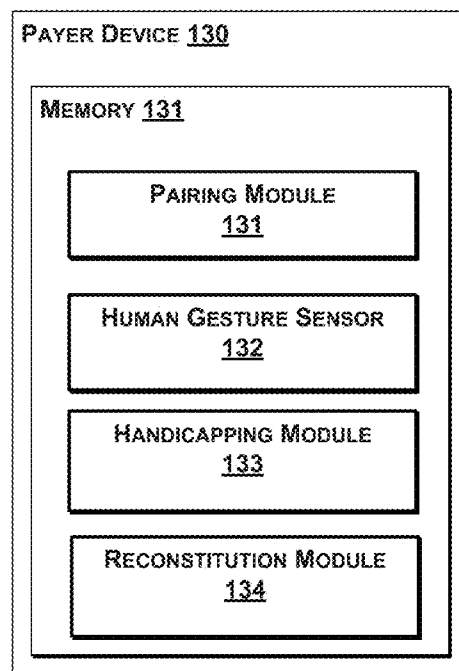 PAYER DEVICE 130
MEMORY 131
PAIRING MODULE
131
HUMAN GESTURE SENSOR
132
HANDICAPPING MODULE
133
RECONSTITUTION MODULE
134